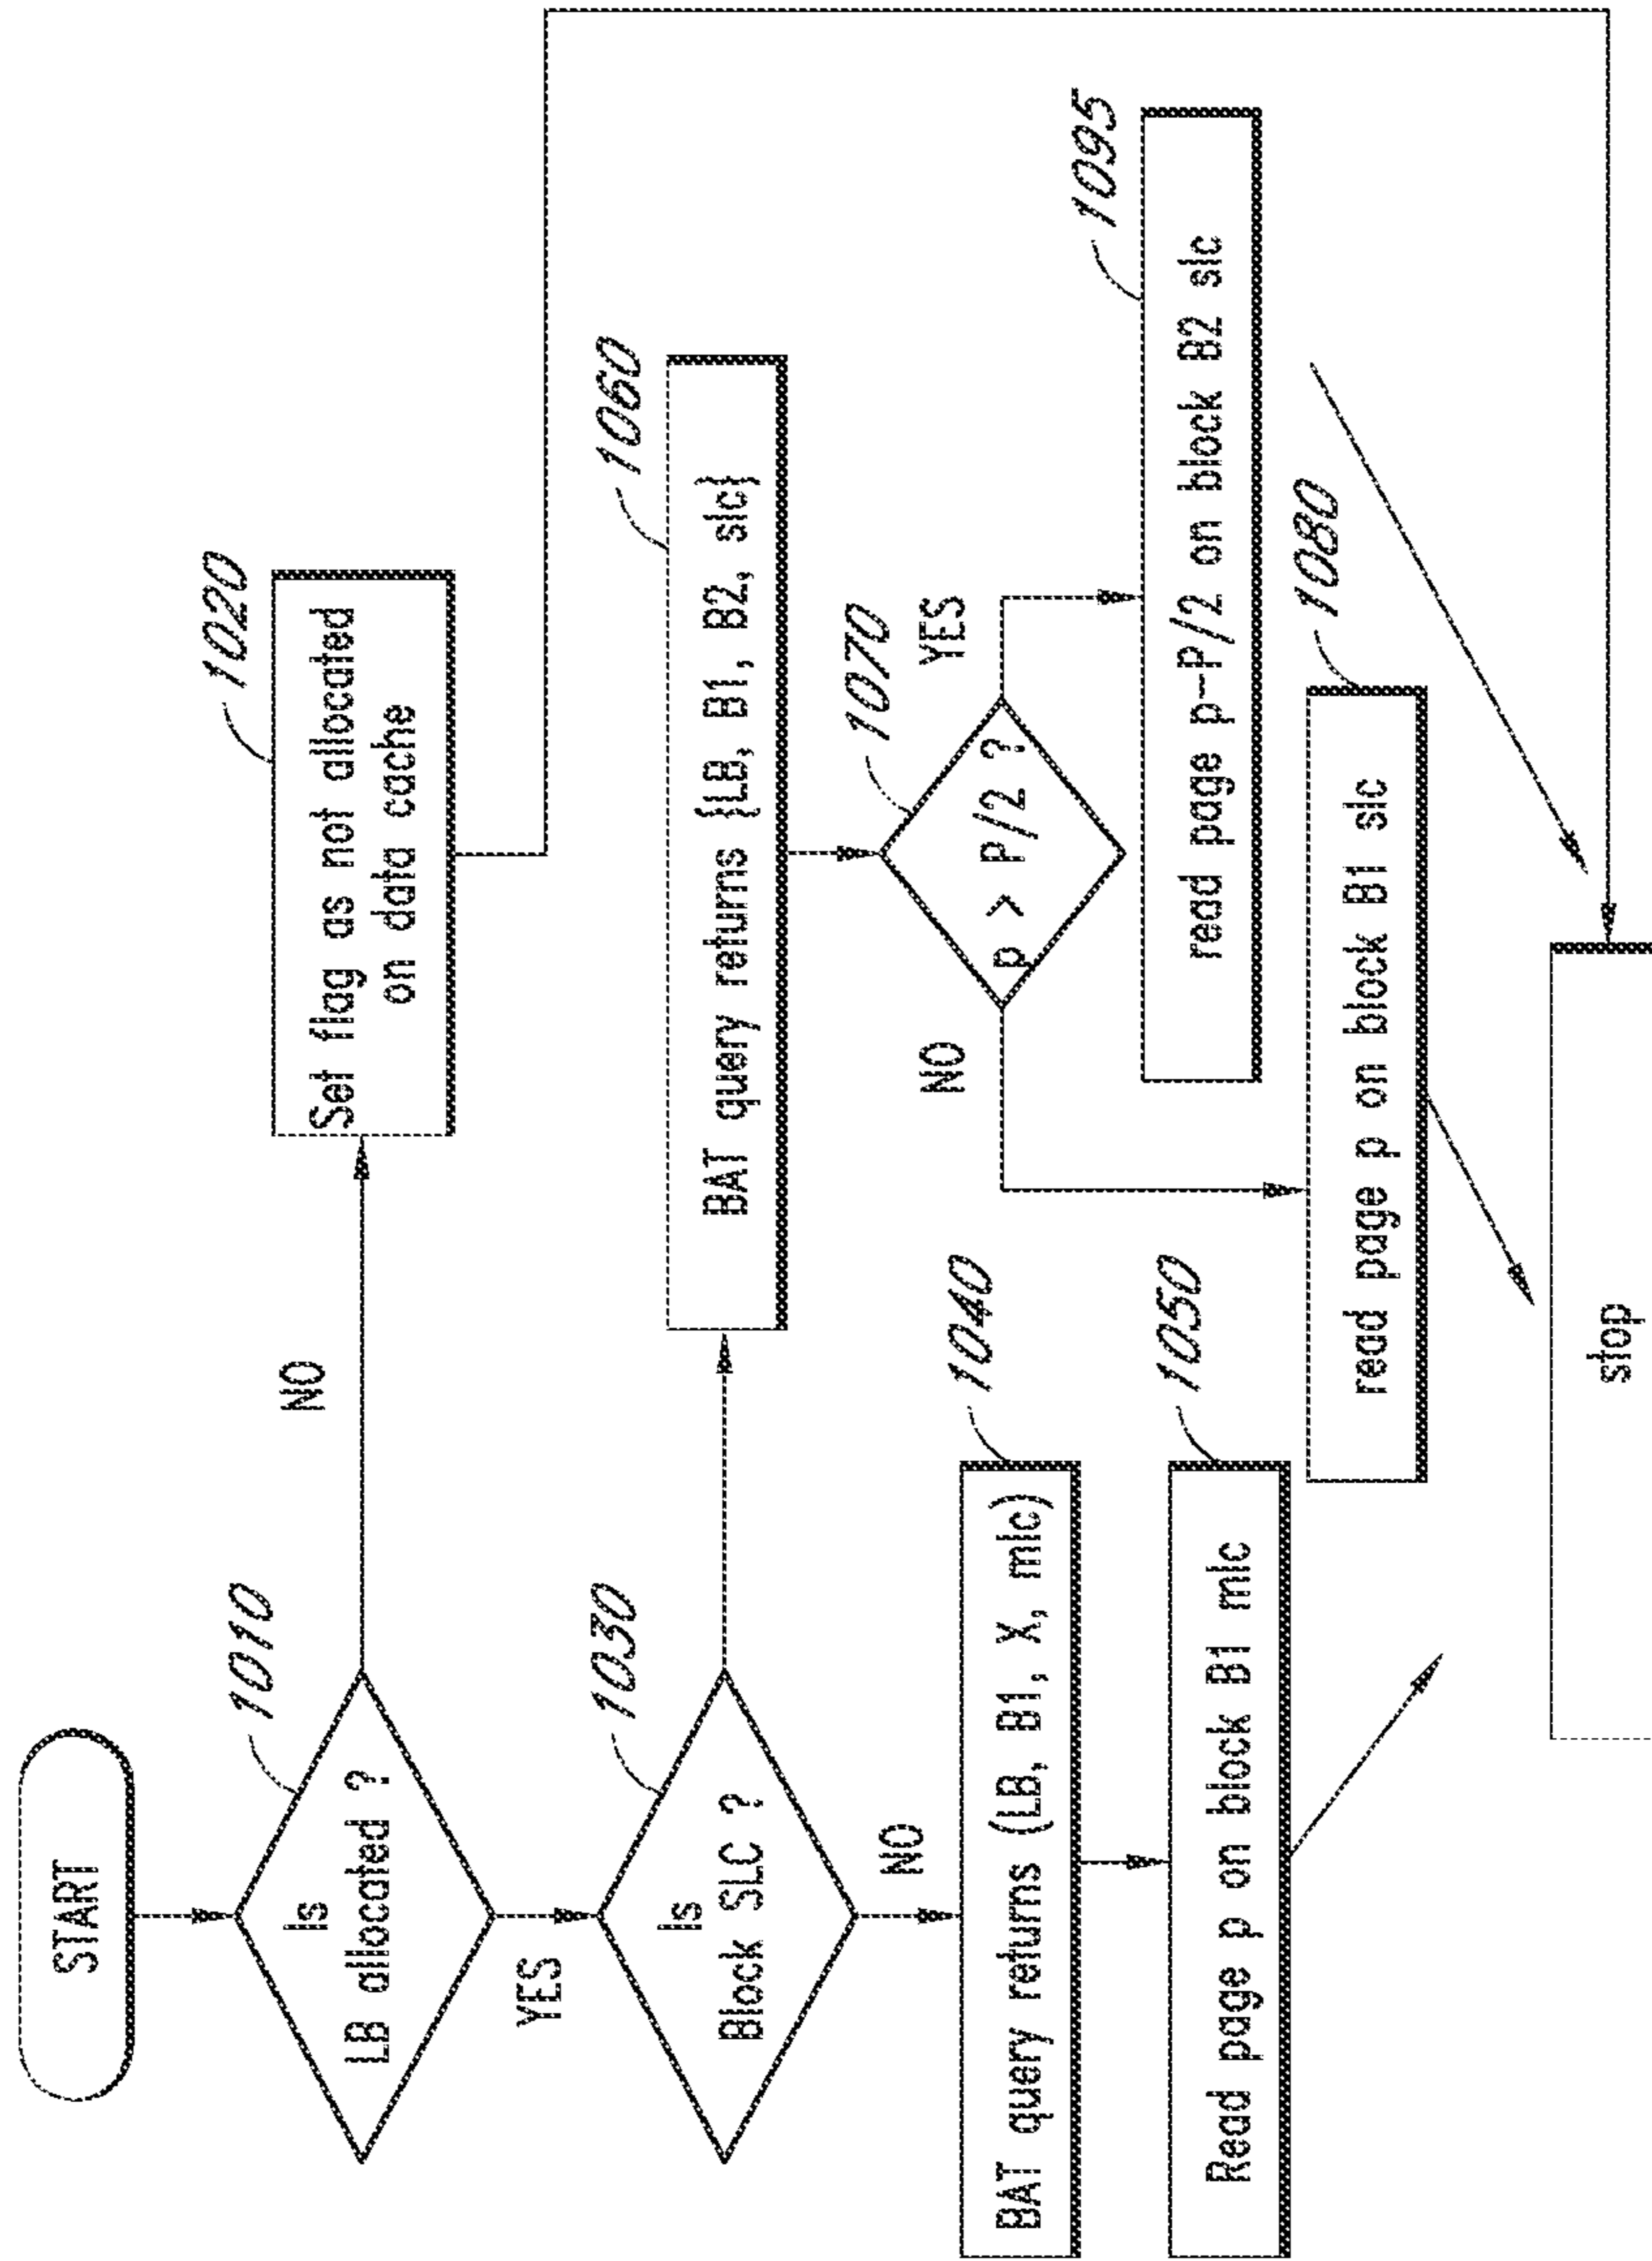 START
1010
Is
LB allocated ?
NO
1020
Set flag as not allocated
on data cache
YES
1030
Is
Block SLC ?
1060
BAT query returns {LB, B1, B2, slc}
NO
1040
BAT query returns (LB, B1, X, mlc)
1050
Read page p on block B1 mlc
1070
p > P/2 ?
YES
NO
1095
read page p-P/2 on block B2 slc
1080
read page p on block B1 slc
stop